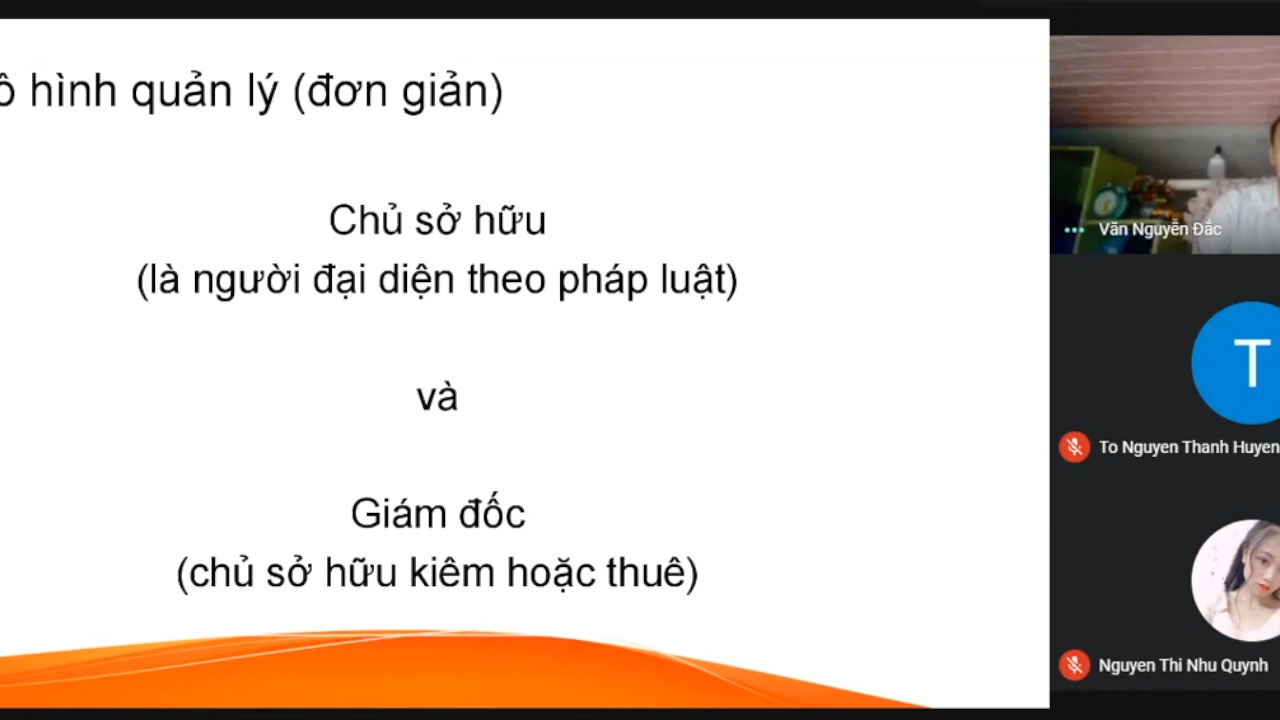 ô hình quản lý (đơn giản)
Chủ sở hữu
(là người đại diện theo pháp luật)
và
Giám đốc
(chủ sở hữu kiêm hoặc thuê)
Văn Nguyễn Đắc
T
To Nguyen Thanh Huyen
Nguyen Thi Nhu Quynh